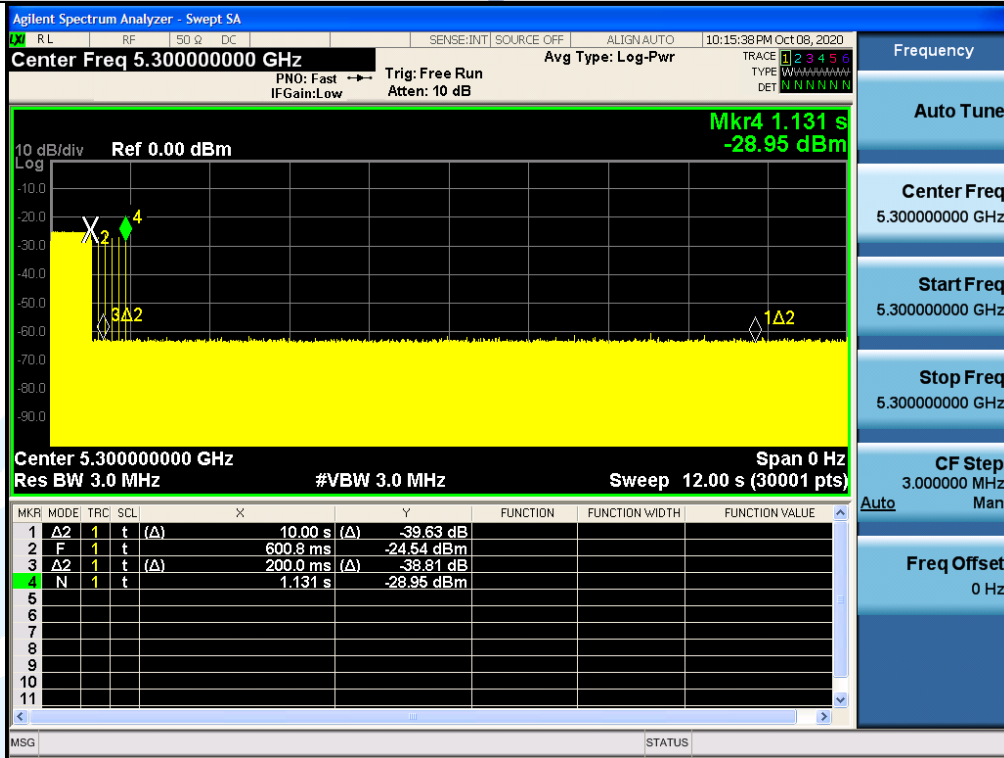 Agilent Spectrum Analyzer - Swept SA
LXI RL RF 50 Ω DC SENSE:INT SOURCE OFF ALIGN AUTO 10:15:38 PM Oct 08, 2020
Center Freq 5.300000000 GHz Avg Type: Log-Pwr TRACE 1 2 3 4 5 6
PNO: Fast Trig: Free Run TYPE WWWWWW
IFGain:Low Atten: 10 dB DET N N N N N N
Mkr4 1.131 s
10 dB/div Ref 0.00 dBm -28.95 dBm
Log
-10.0
-20.0
4
2
-30.0
-40.0
-50.0
3Δ2 1Δ2
-60.0
-70.0
-80.0
-90.0
Center 5.300000000 GHz Span 0 Hz
Res BW 3.0 MHz #VBW 3.0 MHz Sweep 12.00 s (30001 pts)
MKR MODE TRC SCL X Y FUNCTION FUNCTION WIDTH FUNCTION VALUE
1 Δ2 1 t (Δ) 10.00 s (Δ) -39.63 dB
2 F 1 t 600.8 ms -24.54 dBm
3 Δ2 1 t (Δ) 200.0 ms (Δ) -38.81 dB
4 N 1 t 1.131 s -28.95 dBm
5
6
7
8
9
10
11
MSG STATUS
Frequency
Auto Tune
Center Freq
5.300000000 GHz
Start Freq
5.300000000 GHz
Stop Freq
5.300000000 GHz
CF Step
3.000000 MHz
Auto Man
Freq Offset
0 Hz